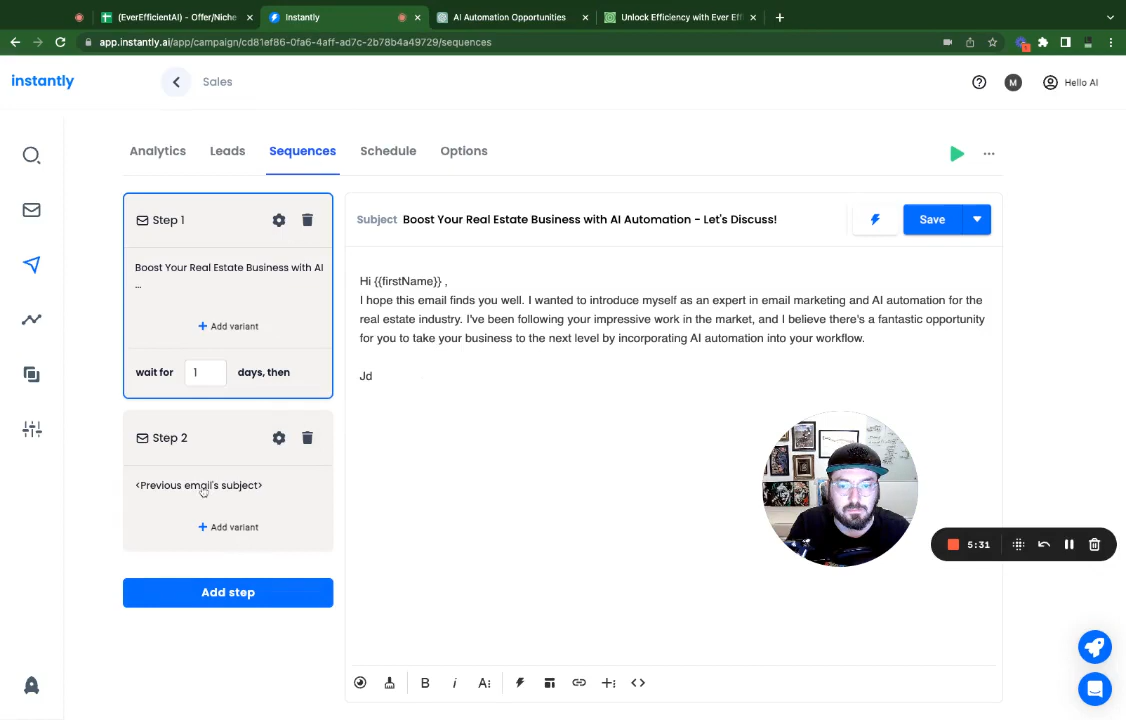 (EverEfficientAI) - Offer/Niche
Instantly
AI Automation Opportunities
Unlock Efficiency with Ever Eff
app.instantly.ai/app/campaign/cd81ef86-0fa6-4aff-ad7c-2b78b4a49729/sequences
instantly
Sales
M
Hello AI
Analytics
Leads
Sequences
Schedule
Options
Step 1
Boost Your Real Estate Business with AI
...
+ Add variant
wait for 1 days, then
Step 2
<Previous email's subject>
+ Add variant
Add step
Subject Boost Your Real Estate Business with AI Automation - Let's Discuss!
Save
Hi {{firstName}} ,
I hope this email finds you well. I wanted to introduce myself as an expert in email marketing and AI automation for the
real estate industry. I've been following your impressive work in the market, and I believe there's a fantastic opportunity
for you to take your business to the next level by incorporating AI automation into your workflow.
Jd
5:31
B i A